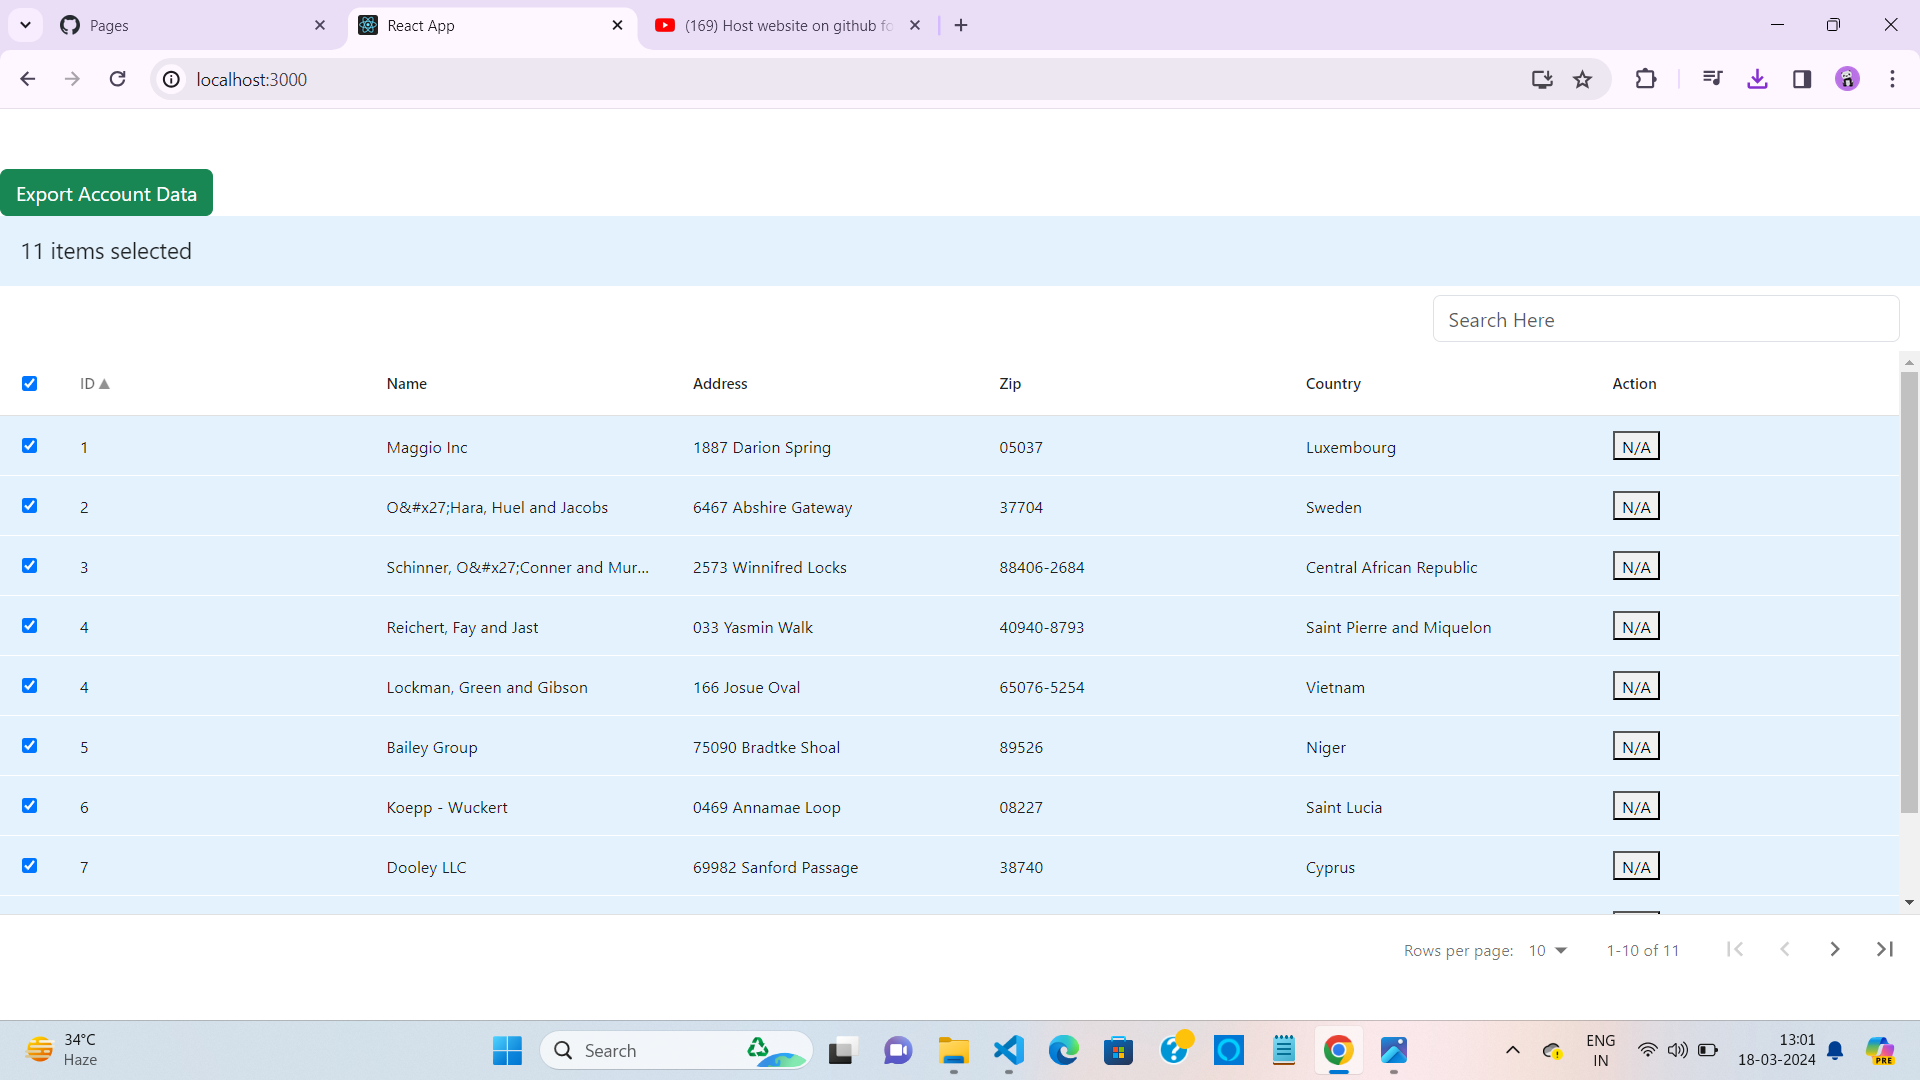 Pages
React App
(169) Host website on github fo
localhost:3000
Export Account Data
11 items selected
Search Here
ID Name Address Zip Country Action
1 Maggio Inc 1887 Darion Spring 05037 Luxembourg N/A
2 O&#x27;Hara, Huel and Jacobs 6467 Abshire Gateway 37704 Sweden N/A
3 Schinner, O&#x27;Conner and Mur... 2573 Winnifred Locks 88406-2684 Central African Republic N/A
4 Reichert, Fay and Jast 033 Yasmin Walk 40940-8793 Saint Pierre and Miquelon N/A
4 Lockman, Green and Gibson 166 Josue Oval 65076-5254 Vietnam N/A
5 Bailey Group 75090 Bradtke Shoal 89526 Niger N/A
6 Koepp - Wuckert 0469 Annamae Loop 08227 Saint Lucia N/A
7 Dooley LLC 69982 Sanford Passage 38740 Cyprus N/A
Rows per page: 10 1-10 of 11
34°C
Haze
Search
ENG
IN
13:01
18-03-2024
PRE